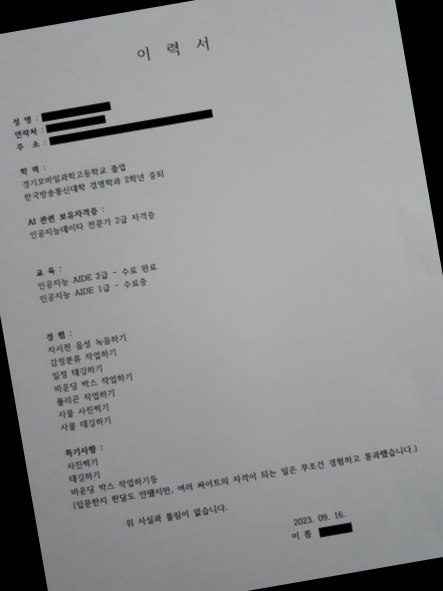 이 력 서
성 명 :
연락처 :
주 소 :
학 력 :
경기모바일과학고등학교 졸업
한국방송통신대학 경영학과 2학년 중퇴
AI 관련 보유자격증 :
인공지능데이타 전문가 2급 자격증
교 육 :
인공지능 AIDE 2급 - 수료 완료
인공지능 AIDE 1급 - 수료중
경 험 :
자서전 음성 녹음하기
감정분류 작업하기
일정 태깅하기
바운딩 박스 작업하기
폴리곤 작업하기
사물 사진찍기
사물 태깅하기
특기사항 :
사진찍기
태깅하기
바운딩 박스 작업하기등
(입문한지 한달도 안됐지만, 여러 싸이트의 자격이 되는 일은 무조건 경험하고 통과했습니다.)
위 사실과 틀림이 없습니다.
2023. 09. 16.
이 름